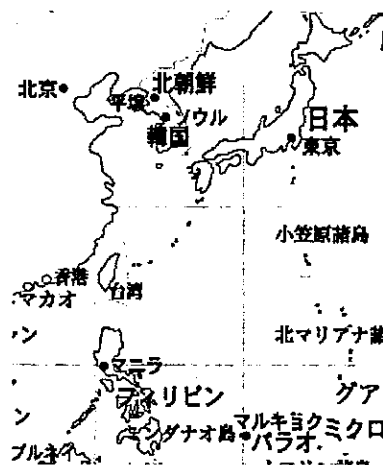 北京
北朝鮮
平壌
ソウル
韓国
日本
東京
小笠原諸島
香港
マカオ
台湾
北マリアナ諸
マニラ
フィリピン
グア
ン
ン
ダナオ島
マルキョク
パラオ
ミクロ
ブルネイ